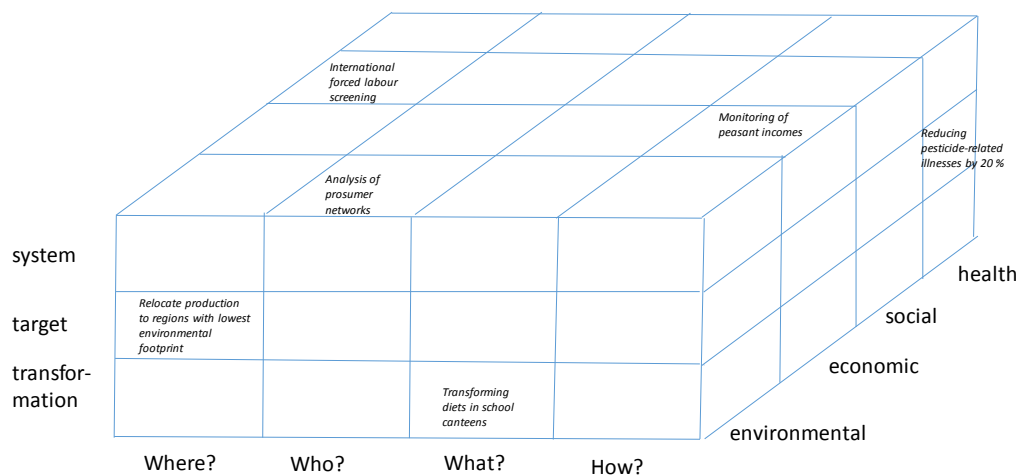 International
forced labour
screening
Monitoring of
peasant incomes
Reducing
pesticide-related
illnesses by 20 %
Analysis of
prosumer
networks
system
health
Relocate production
to regions with lowest
environmental
footprint
target
social
transfor-
mation
economic
Transforming
diets in school
canteens
environmental
Where?
Who?
What?
How?